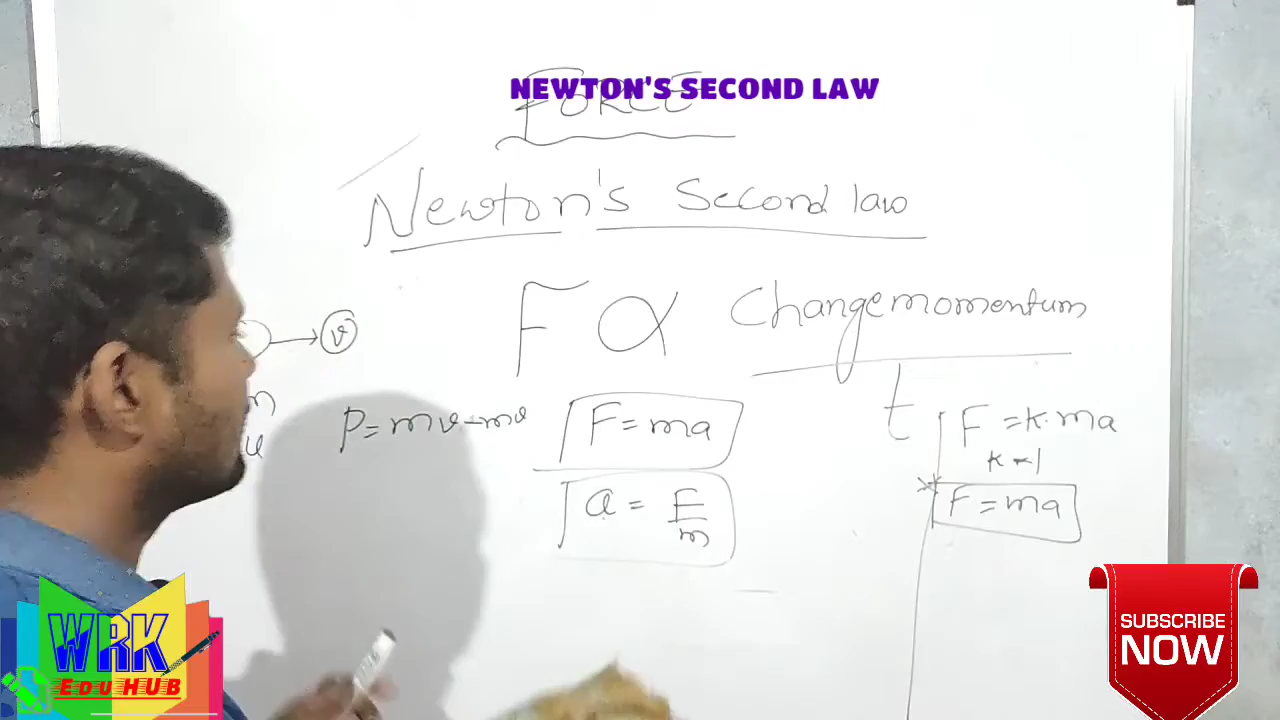 NEWTON'S SECOND LAW
FORCE
Newton's Second law
F α Change momentum
t
v
m
u
P = mv - mv
F = ma
a = F/m
F = k·ma
k = 1
F = ma
WRK
EDU HUB
SUBSCRIBE
NOW